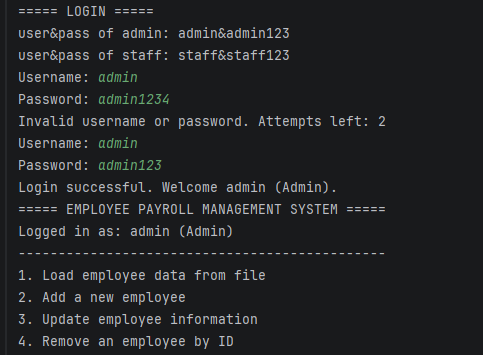 ===== LOGIN =====
user&pass of admin: admin&admin123
user&pass of staff: staff&staff123
Username: admin
Password: admin1234
Invalid username or password. Attempts left: 2
Username: admin
Password: admin123
Login successful. Welcome admin (Admin).
===== EMPLOYEE PAYROLL MANAGEMENT SYSTEM =====
Logged in as: admin (Admin)
----------------------------------------------
1. Load employee data from file
2. Add a new employee
3. Update employee information
4. Remove an employee by ID